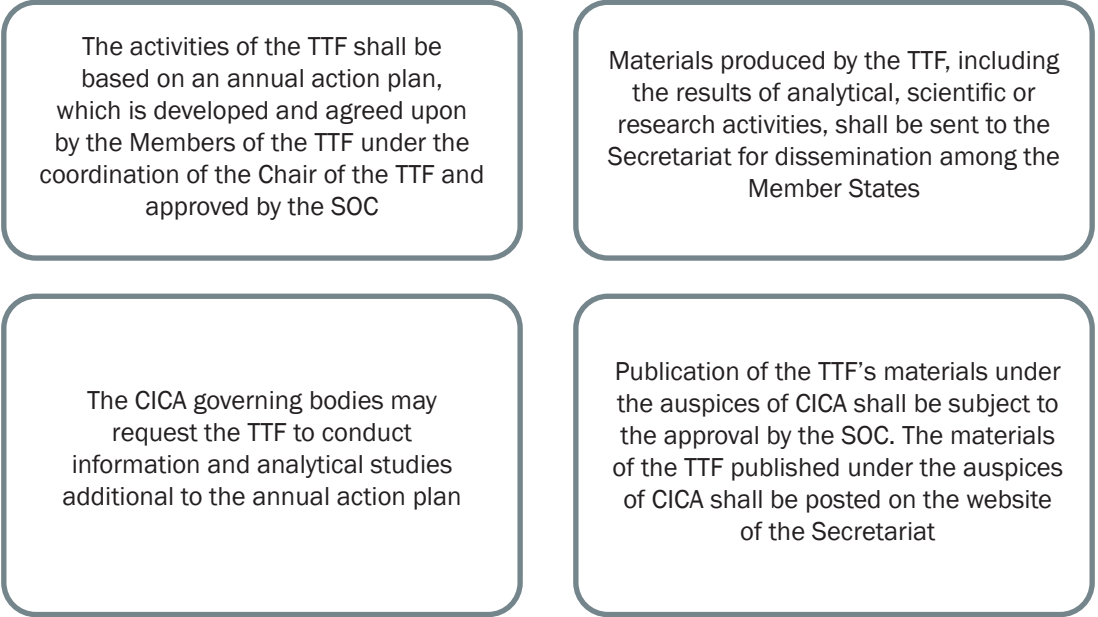 The activities of the TTF shall be
based on an annual action plan,
which is developed and agreed upon
by the Members of the TTF under the
coordination of the Chair of the TTF and
approved by the SOC
Materials produced by the TTF, including
the results of analytical, scientific or
research activities, shall be sent to the
Secretariat for dissemination among the
Member States
The CICA governing bodies may
request the TTF to conduct
information and analytical studies
additional to the annual action plan
Publication of the TTF’s materials under
the auspices of CICA shall be subject to
the approval by the SOC. The materials
of the TTF published under the auspices
of CICA shall be posted on the website
of the Secretariat